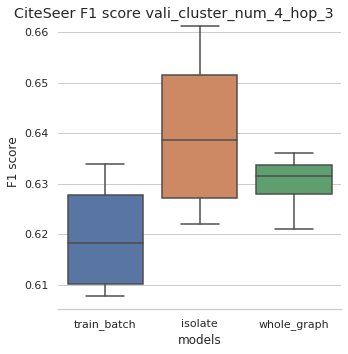 CiteSeer F1 score vali_cluster_num_4_hop_3
0.66
0.65
0.64
0.63
0.62
0.61
F1 score
train_batch isolate whole_graph
models